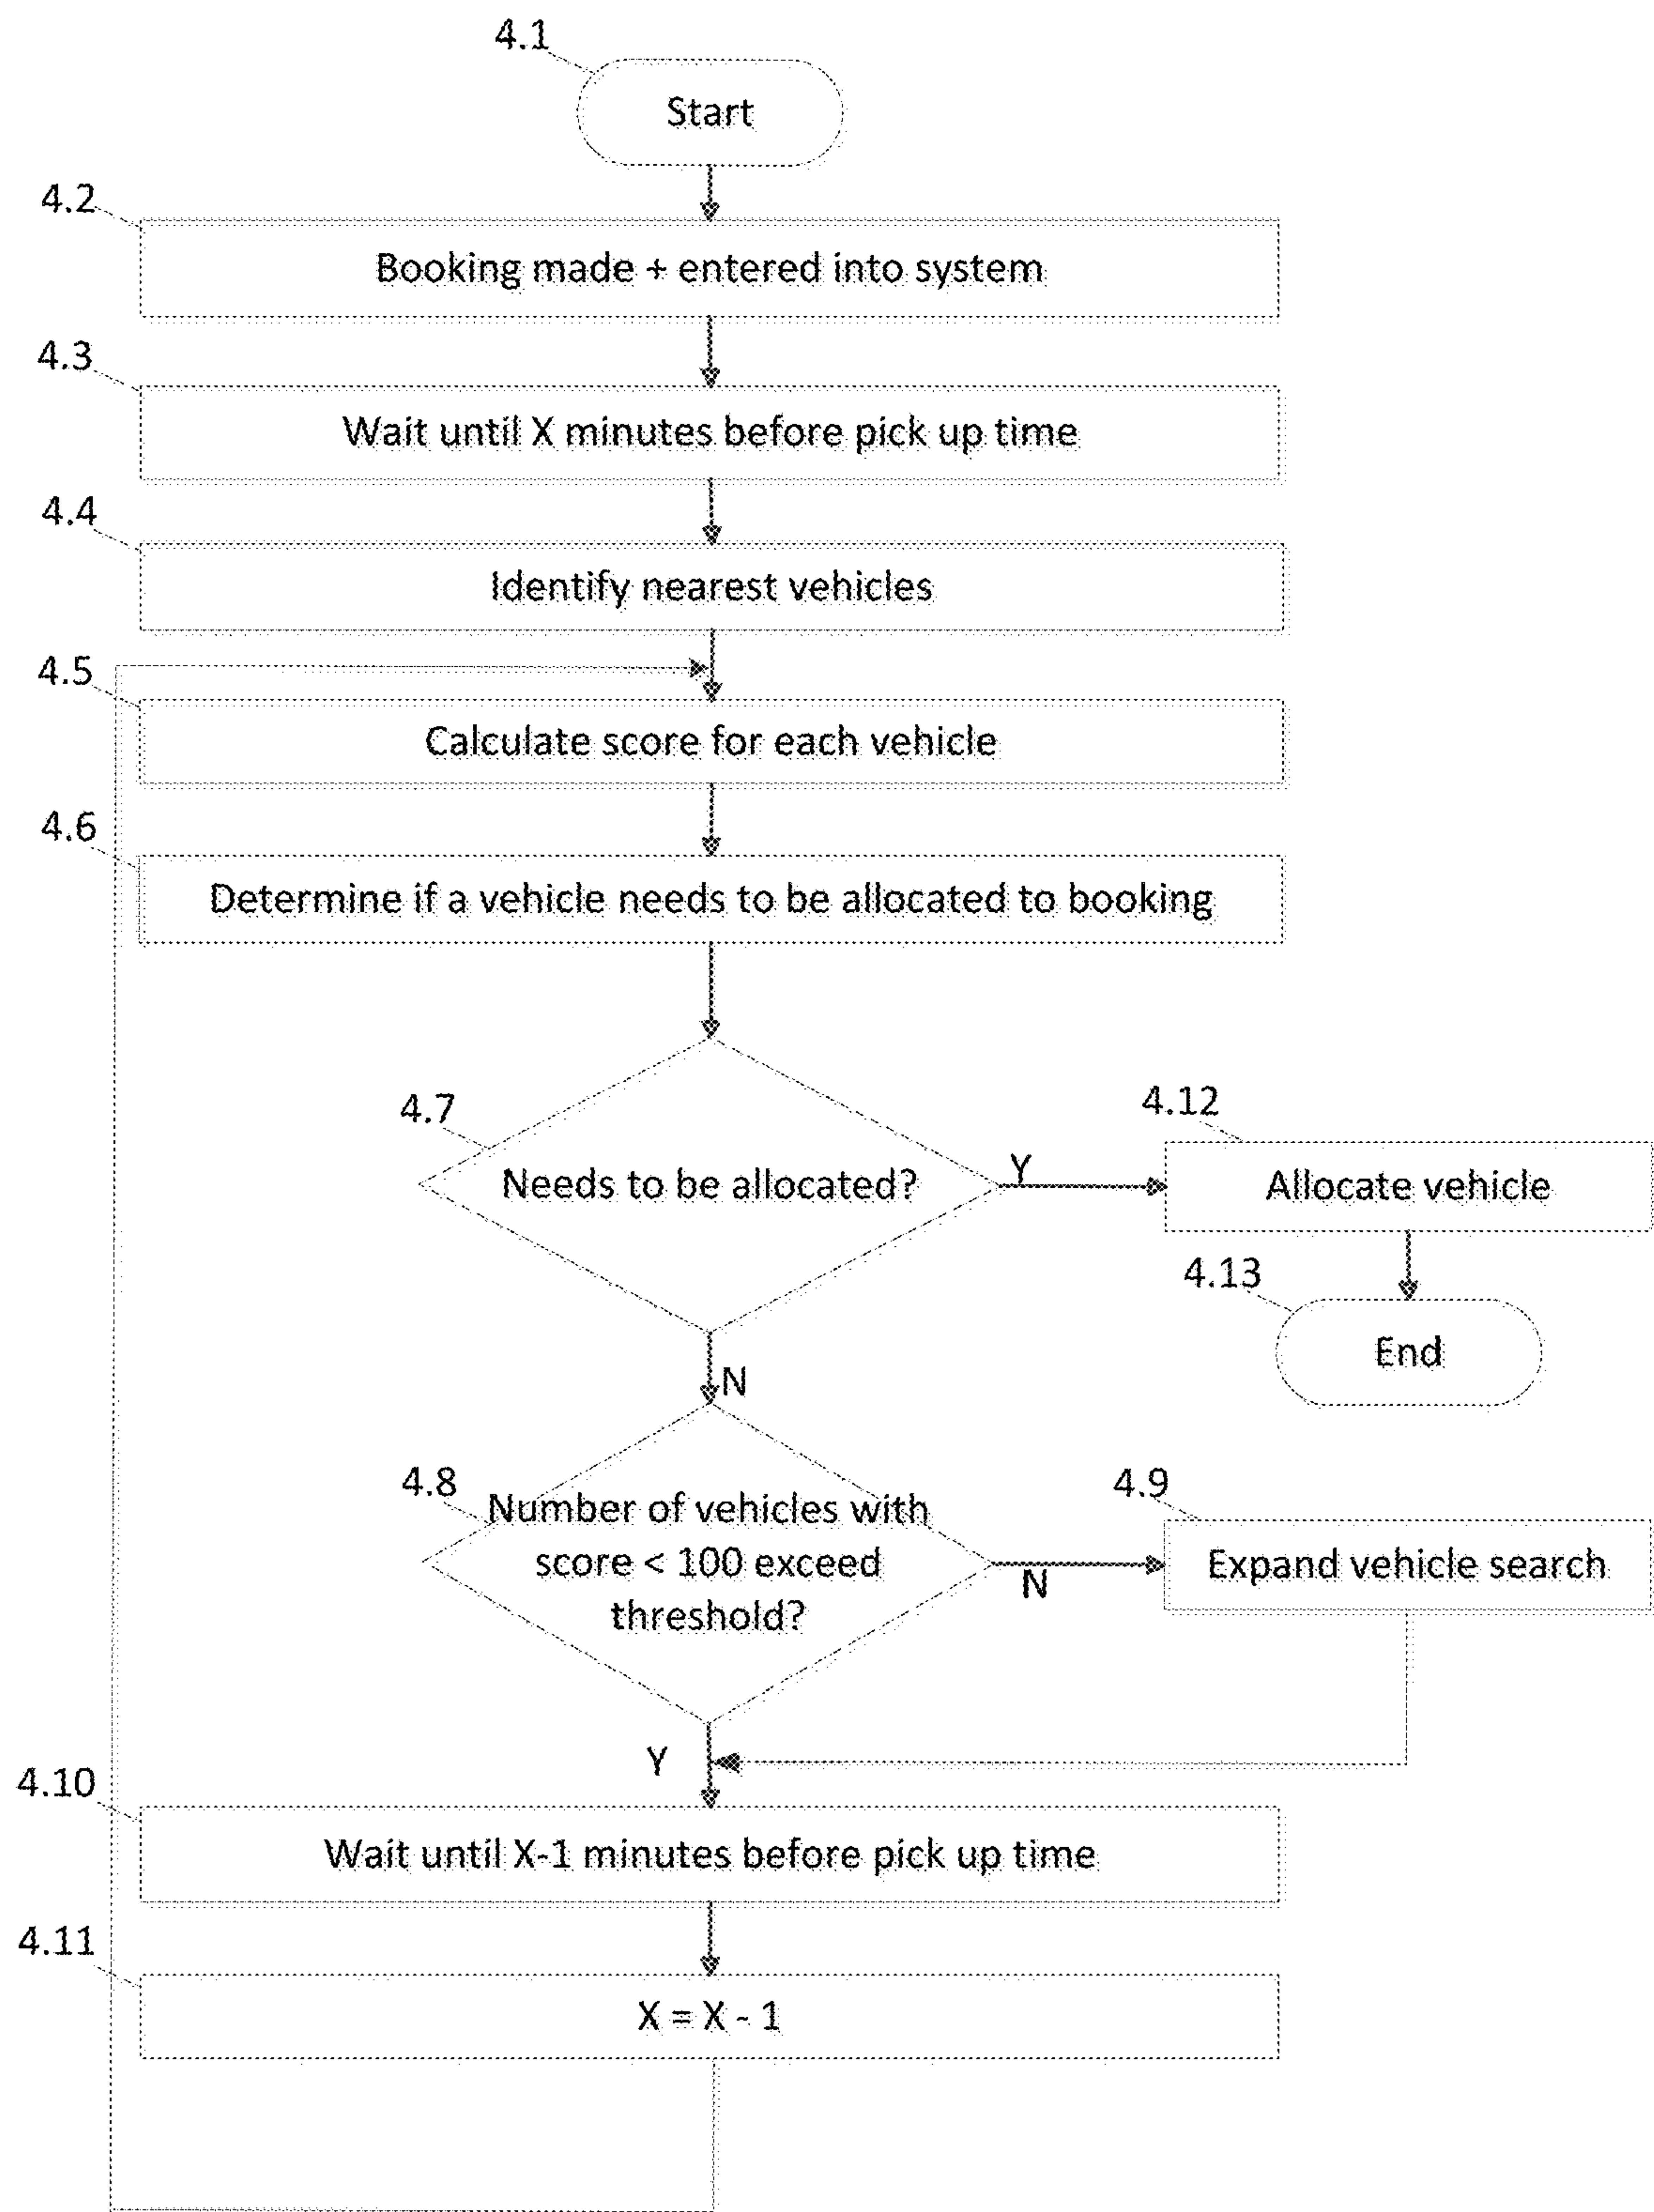 4.1
Start
4.2
Booking made + entered into system
4.3
Wait until X minutes before pick up time
4.4
Identify nearest vehicles
4.5
Calculate score for each vehicle
4.6
Determine if a vehicle needs to be allocated to booking
4.7
Needs to be allocated?
Y
4.12
Allocate vehicle
4.13
End
N
4.8
Number of vehicles with
score < 100 exceed
threshold?
N
4.9
Expand vehicle search
Y
4.10
Wait until X-1 minutes before pick up time
4.11
X = X - 1